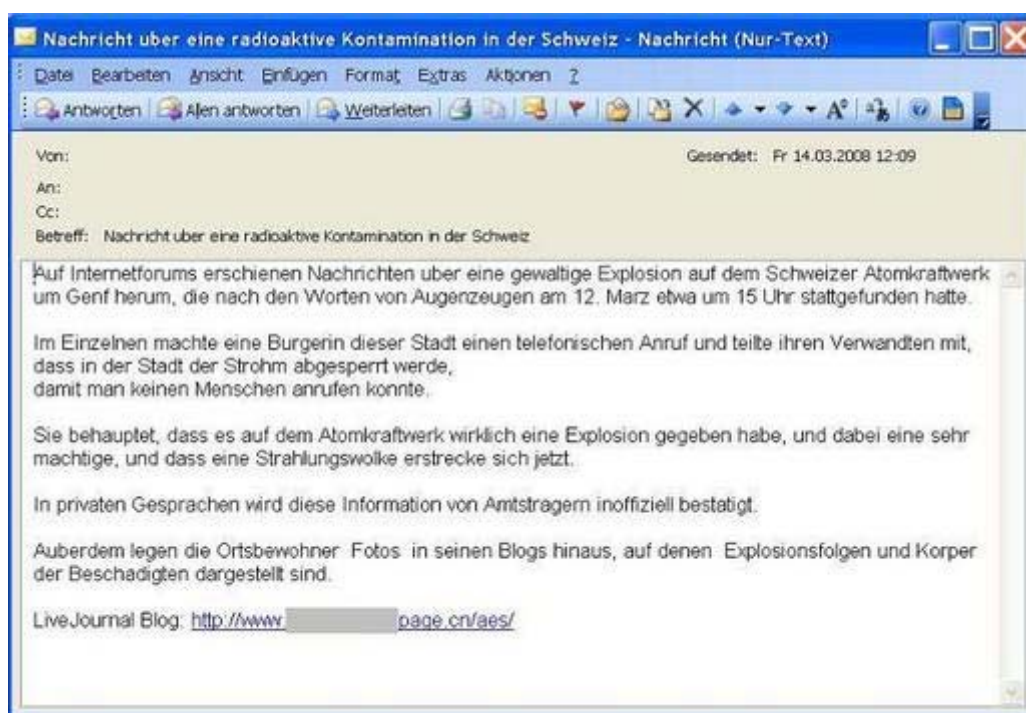 Nachricht uber eine radioaktive Kontamination in der Schweiz - Nachricht (Nur-Text)
Datei Bearbeiten Ansicht Einfügen Format Extras Aktionen ?
Antworten Allen antworten Weiterleiten
Von: Gesendet: Fr 14.03.2008 12:09
An:
Cc:
Betreff: Nachricht uber eine radioaktive Kontamination in der Schweiz
Auf Internetforums erschienen Nachrichten uber eine gewaltige Explosion auf dem Schweizer Atomkraftwerk
um Genf herum, die nach den Worten von Augenzeugen am 12. Marz etwa um 15 Uhr stattgefunden hatte.
Im Einzelnen machte eine Burgerin dieser Stadt einen telefonischen Anruf und teilte ihren Verwandten mit,
dass in der Stadt der Strohm abgesperrt werde,
damit man keinen Menschen anrufen konnte.
Sie behauptet, dass es auf dem Atomkraftwerk wirklich eine Explosion gegeben habe, und dabei eine sehr
machtige, und dass eine Strahlungswolke erstrecke sich jetzt.
In privaten Gesprachen wird diese Information von Amtstragern inoffiziell bestatigt.
Auberdem legen die Ortsbewohner Fotos in seinen Blogs hinaus, auf denen Explosionsfolgen und Korper
der Beschadigten dargestellt sind.
LiveJournal Blog: http://www. page.cn/aes/